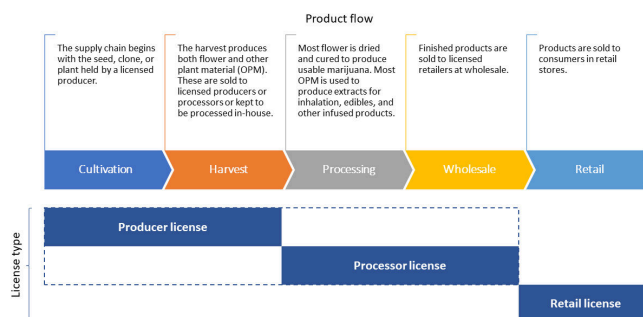 Product flow
The supply chain begins
with the seed, clone, or
plant held by a licensed
producer.
The harvest produces
both flower and other
plant material (OPM).
These are sold to
licensed producers or
processors or kept to
be processed in-house.
Most flower is dried
and cured to produce
usable marijuana. Most
OPM is used to
produce extracts for
inhalation, edibles, and
other infused products.
Finished products are
sold to licensed
retailers at wholesale.
Products are sold to
consumers in retail
stores.
Cultivation
Harvest
Processing
Wholesale
Retail
License type
Producer license
Processor license
Retail license